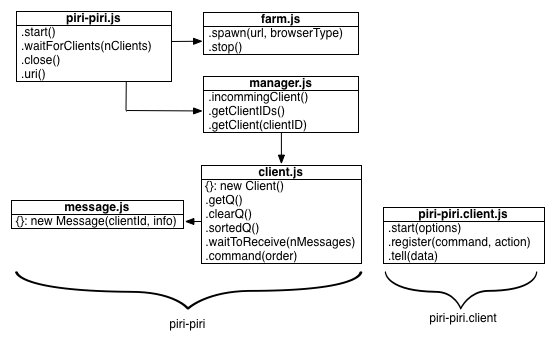 piri-piri.js
.start()
.waitForClients(nClients)
.close()
.uri()
farm.js
.spawn(url, browserType)
.stop()
manager.js
.incommingClient()
.getClientIDs()
.getClient(clientID)
client.js
{}: new Client()
.getQ()
.clearQ()
.sortedQ()
.waitToReceive(nMessages)
.command(order)
message.js
{}: new Message(clientId, info)
piri-piri.client.js
.start(options)
.register(command, action)
.tell(data)
piri-piri
piri-piri.client